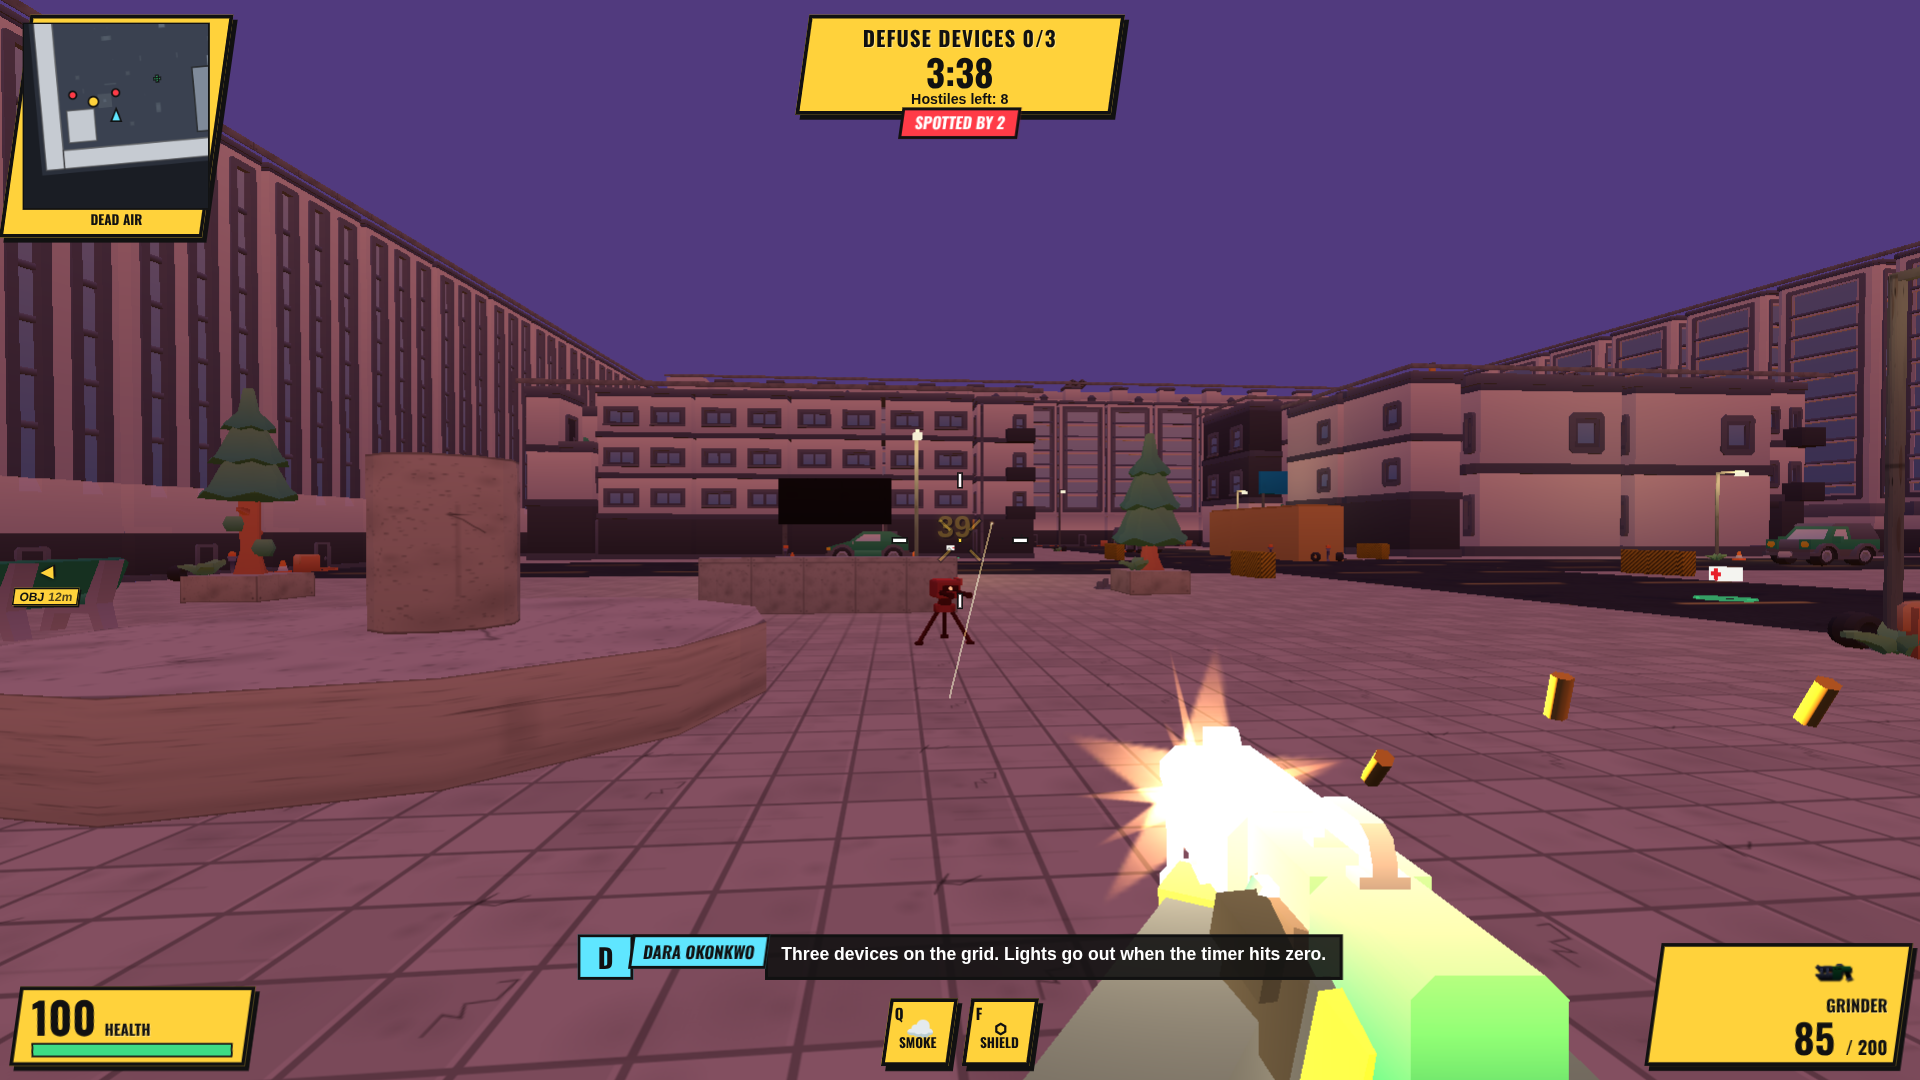 DEFUSE DEVICES 0/3
3:38
Hostiles left: 8
SPOTTED BY 2
DEAD AIR
39
OBJ 12m
D
DARA OKONKWO
Three devices on the grid. Lights go out when the timer hits zero.
100 HEALTH
Q
SMOKE
F
SHIELD
GRINDER
85 / 200